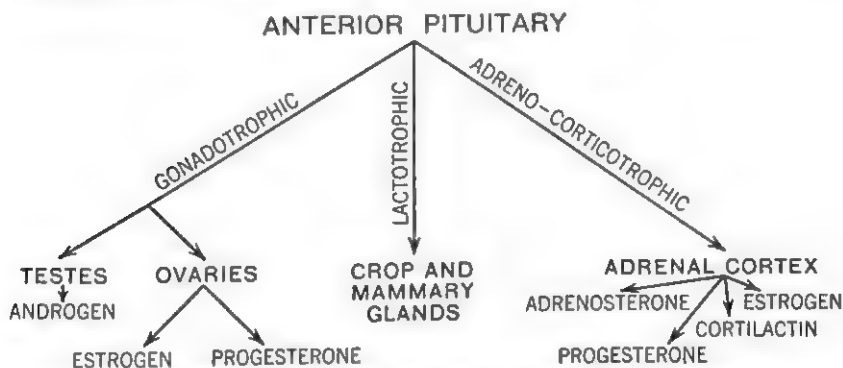 ANTERIOR PITUITARY
GONADOTROPHIC
LACTOTROPHIC
ADRENO-CORTICOTROPHIC
TESTES
OVARIES
CROP AND
MAMMARY
GLANDS
ADRENAL CORTEX
ANDROGEN
ADRENOSTERONE
ESTROGEN
CORTILACTIN
ESTROGEN
PROGESTERONE
PROGESTERONE